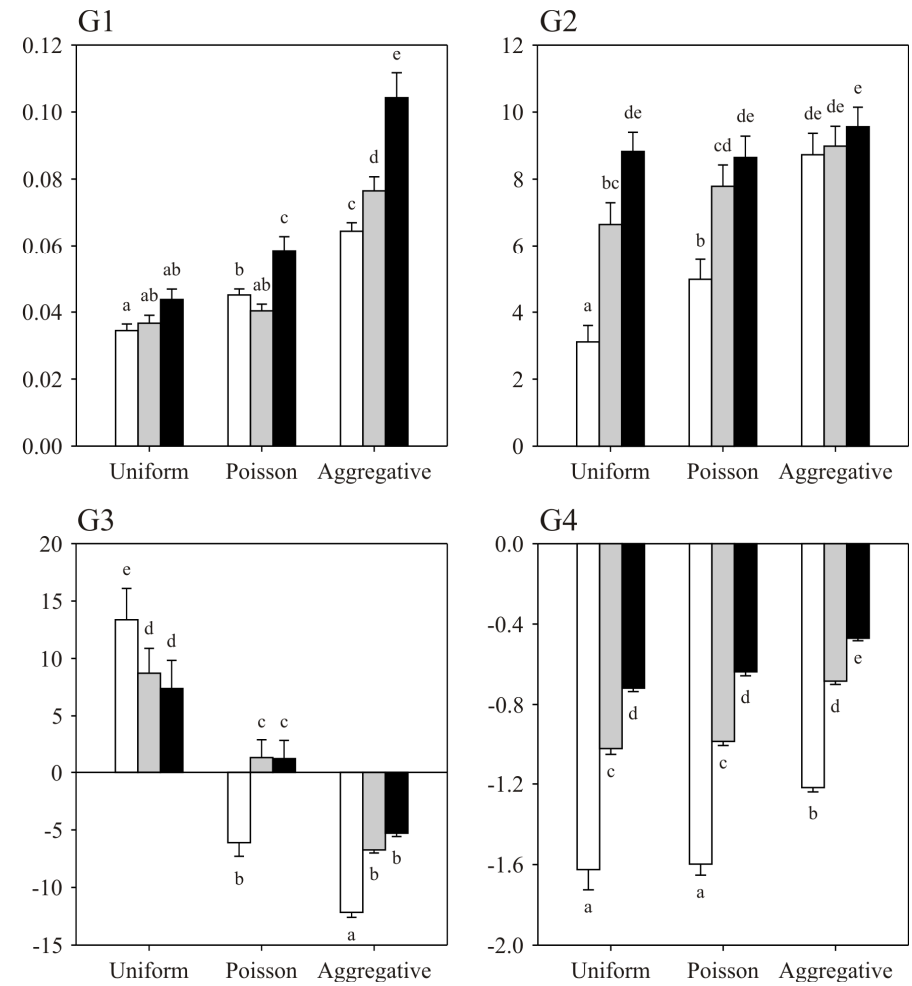 G1
0.12
0.10
0.08
0.06
0.04
0.02
0.00
a ab ab
b ab c
c d e
Uniform Poisson Aggregative
G2
12
10
8
6
4
2
0
a bc de
b cd de
de de e
Uniform Poisson Aggregative
G3
20
15
10
5
0
-5
-10
-15
e d d
b c c
a b b
Uniform Poisson Aggregative
G4
0.0
-0.4
-0.8
-1.2
-1.6
-2.0
a c d
a c d
b d e
Uniform Poisson Aggregative